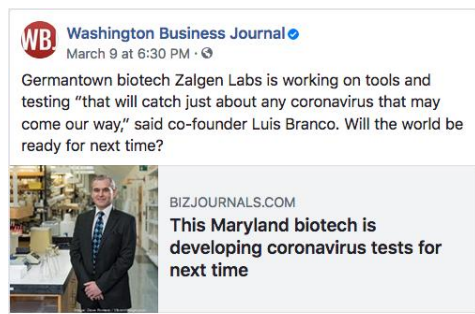 WB.
Washington Business Journal
March 9 at 6:30 PM ·
Germantown biotech Zalgen Labs is working on tools and
testing “that will catch just about any coronavirus that may
come our way,” said co-founder Luis Branco. Will the world be
ready for next time?
BIZJOURNALS.COM
This Maryland biotech is
developing coronavirus tests for
next time